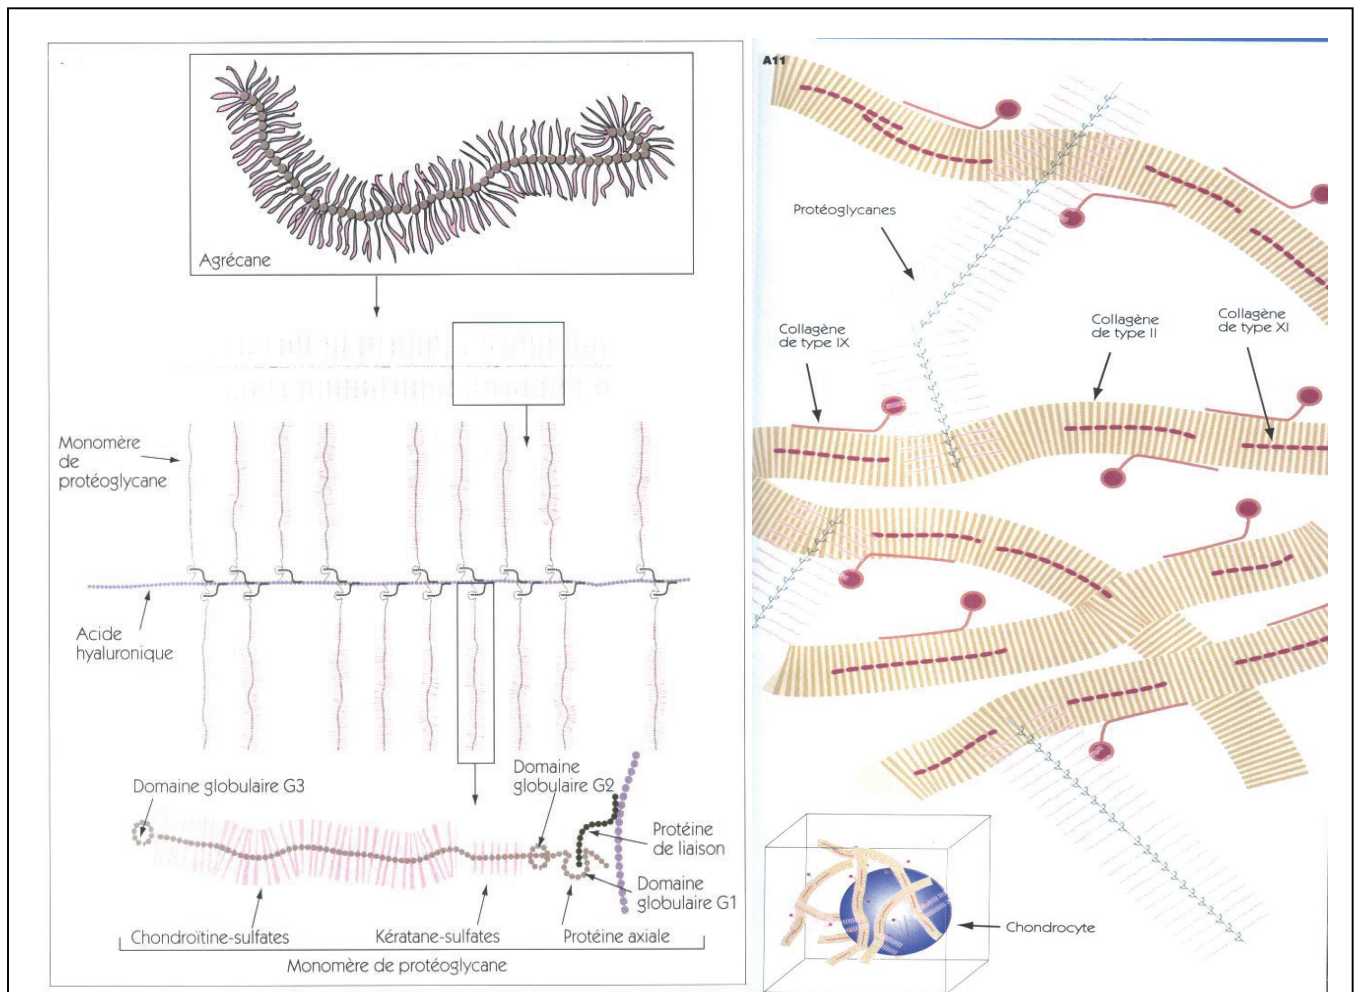 Agrécane
Monomère
de
protéoglycane
Acide
hyaluronique
Domaine globulaire G3
Domaine
globulaire G2
Protéine
de liaison
Domaine
globulaire G1
Chondroïtine-sulfates
Kératane-sulfates
Protéine axiale
Monomère de protéoglycane
A11
Protéoglycanes
Collagène
de type IX
Collagène
de type II
Collagène
de type XI
Chondrocyte